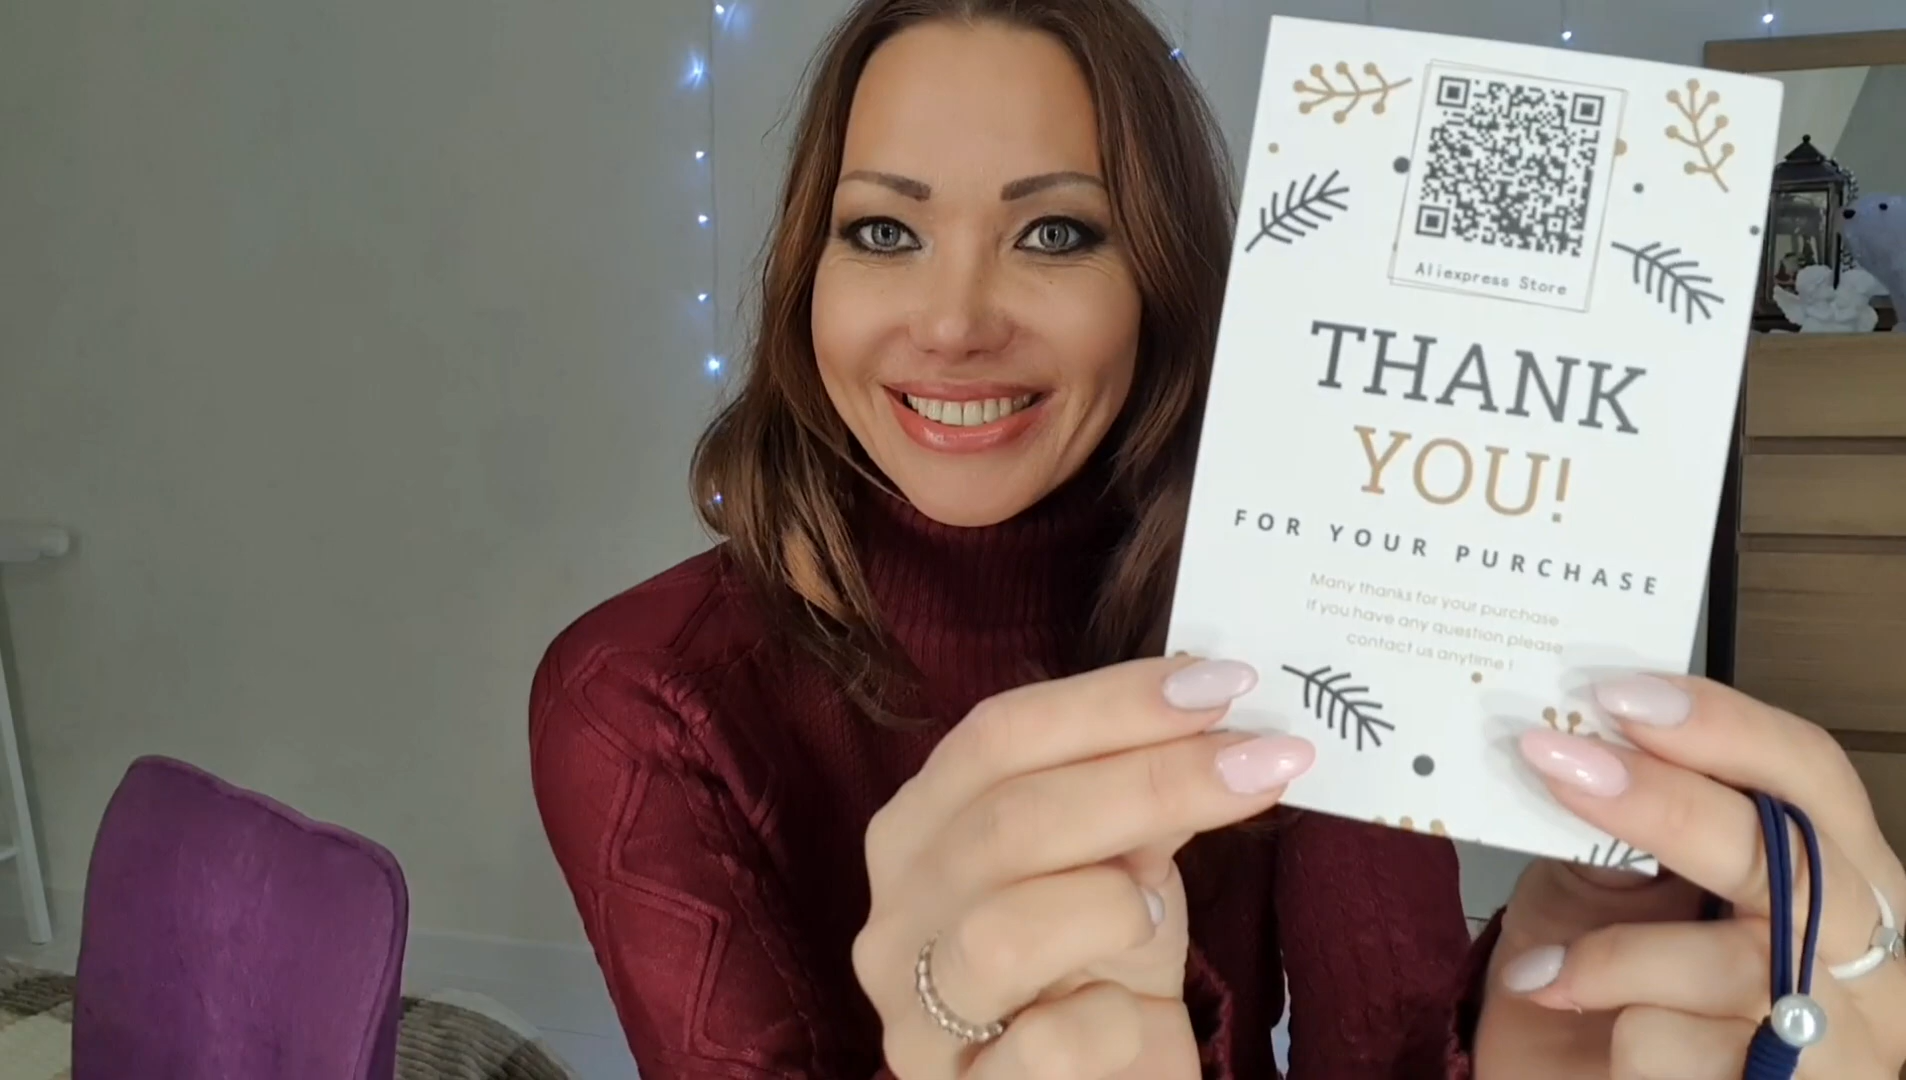 Aliexpress Store
THANK
YOU!
FOR YOUR PURCHASE
Many thanks for your purchase
if you have any question please
contact us anytime !